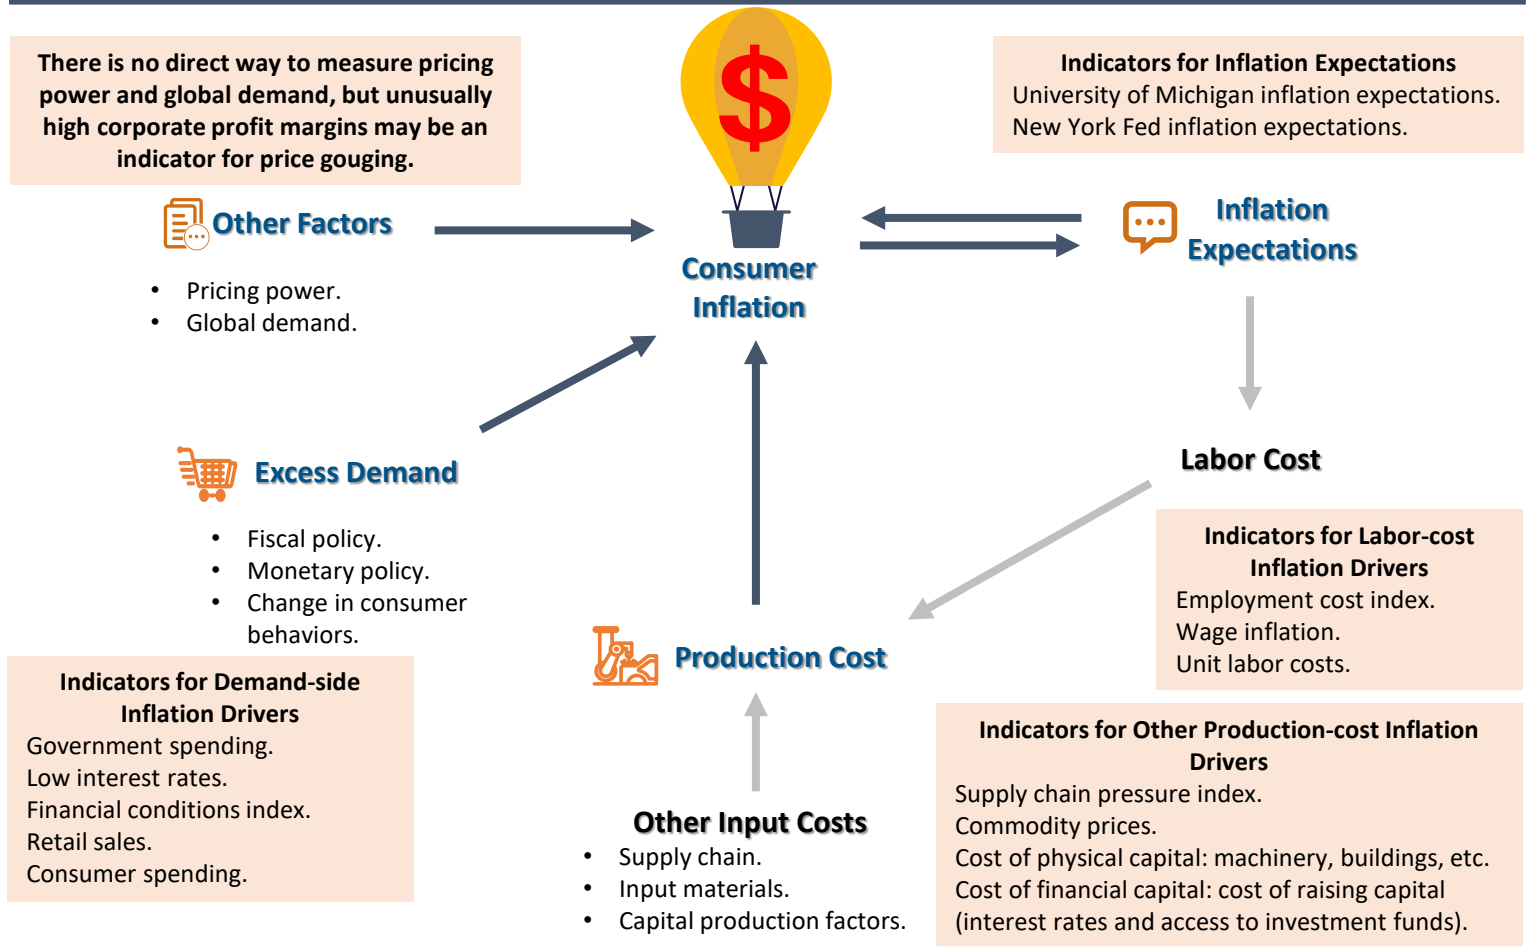 There is no direct way to measure pricing
power and global demand, but unusually
high corporate profit margins may be an
indicator for price gouging.
$
Indicators for Inflation Expectations
University of Michigan inflation expectations.
New York Fed inflation expectations.
Other Factors
• Pricing power.
• Global demand.
Consumer
Inflation
Inflation
Expectations
Excess Demand
• Fiscal policy.
• Monetary policy.
• Change in consumer
behaviors.
Labor Cost
Indicators for Labor-cost
Inflation Drivers
Employment cost index.
Wage inflation.
Unit labor costs.
Production Cost
Indicators for Demand-side
Inflation Drivers
Government spending.
Low interest rates.
Financial conditions index.
Retail sales.
Consumer spending.
Other Input Costs
• Supply chain.
• Input materials.
• Capital production factors.
Indicators for Other Production-cost Inflation
Drivers
Supply chain pressure index.
Commodity prices.
Cost of physical capital: machinery, buildings, etc.
Cost of financial capital: cost of raising capital
(interest rates and access to investment funds).